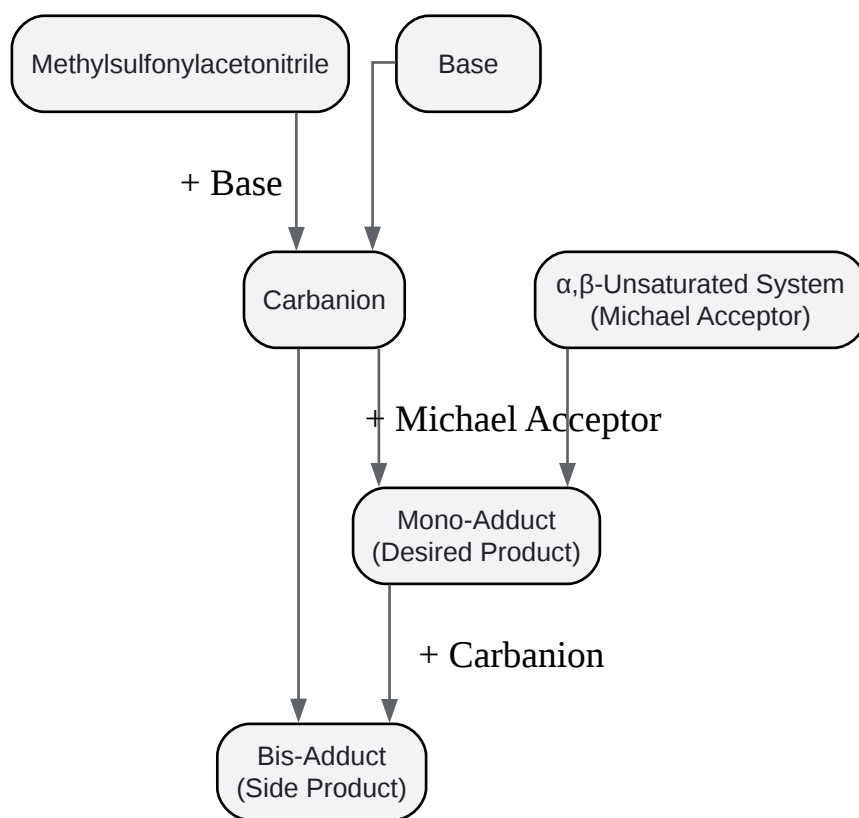 Methylsulfonylacetonitrile
Base
+ Base
Carbanion
α,β-Unsaturated System
(Michael Acceptor)
+ Michael Acceptor
Mono-Adduct
(Desired Product)
+ Carbanion
Bis-Adduct
(Side Product)